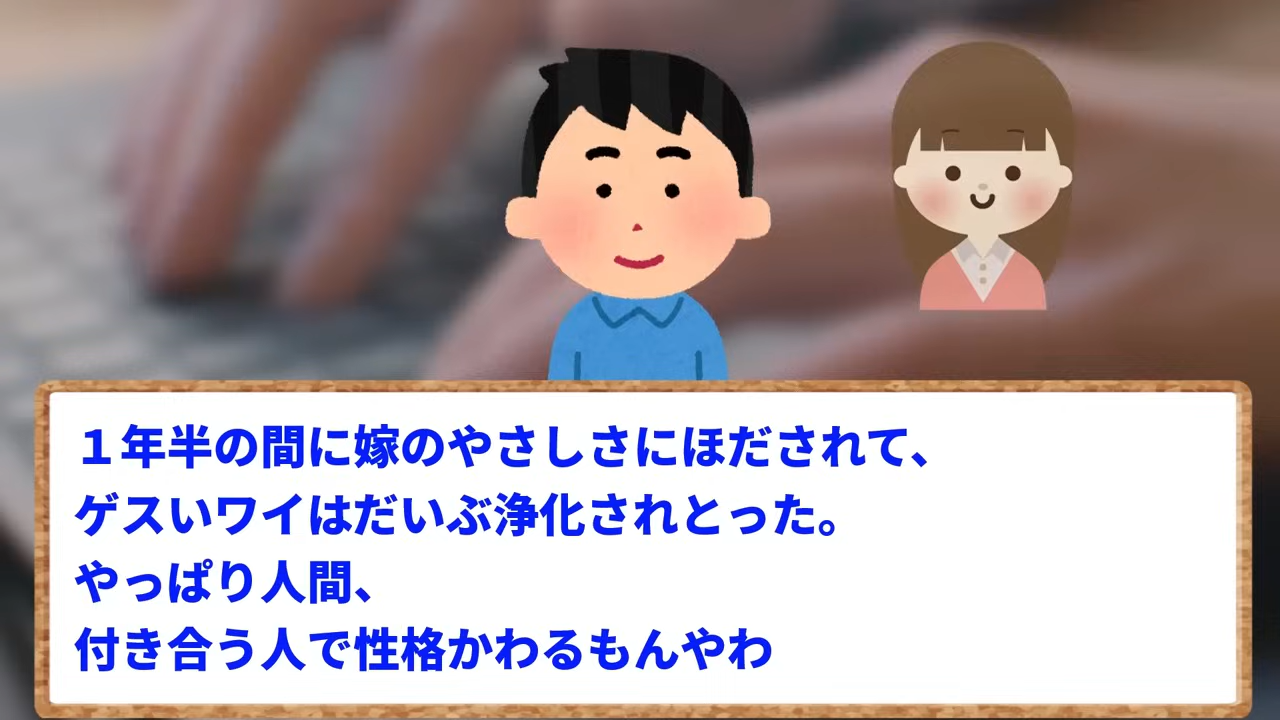 １年半の間に嫁のやさしさにほだされて、
ゲスいワイはだいぶ浄化されとった。
やっぱり人間、
付き合う人で性格かわるもんやわ